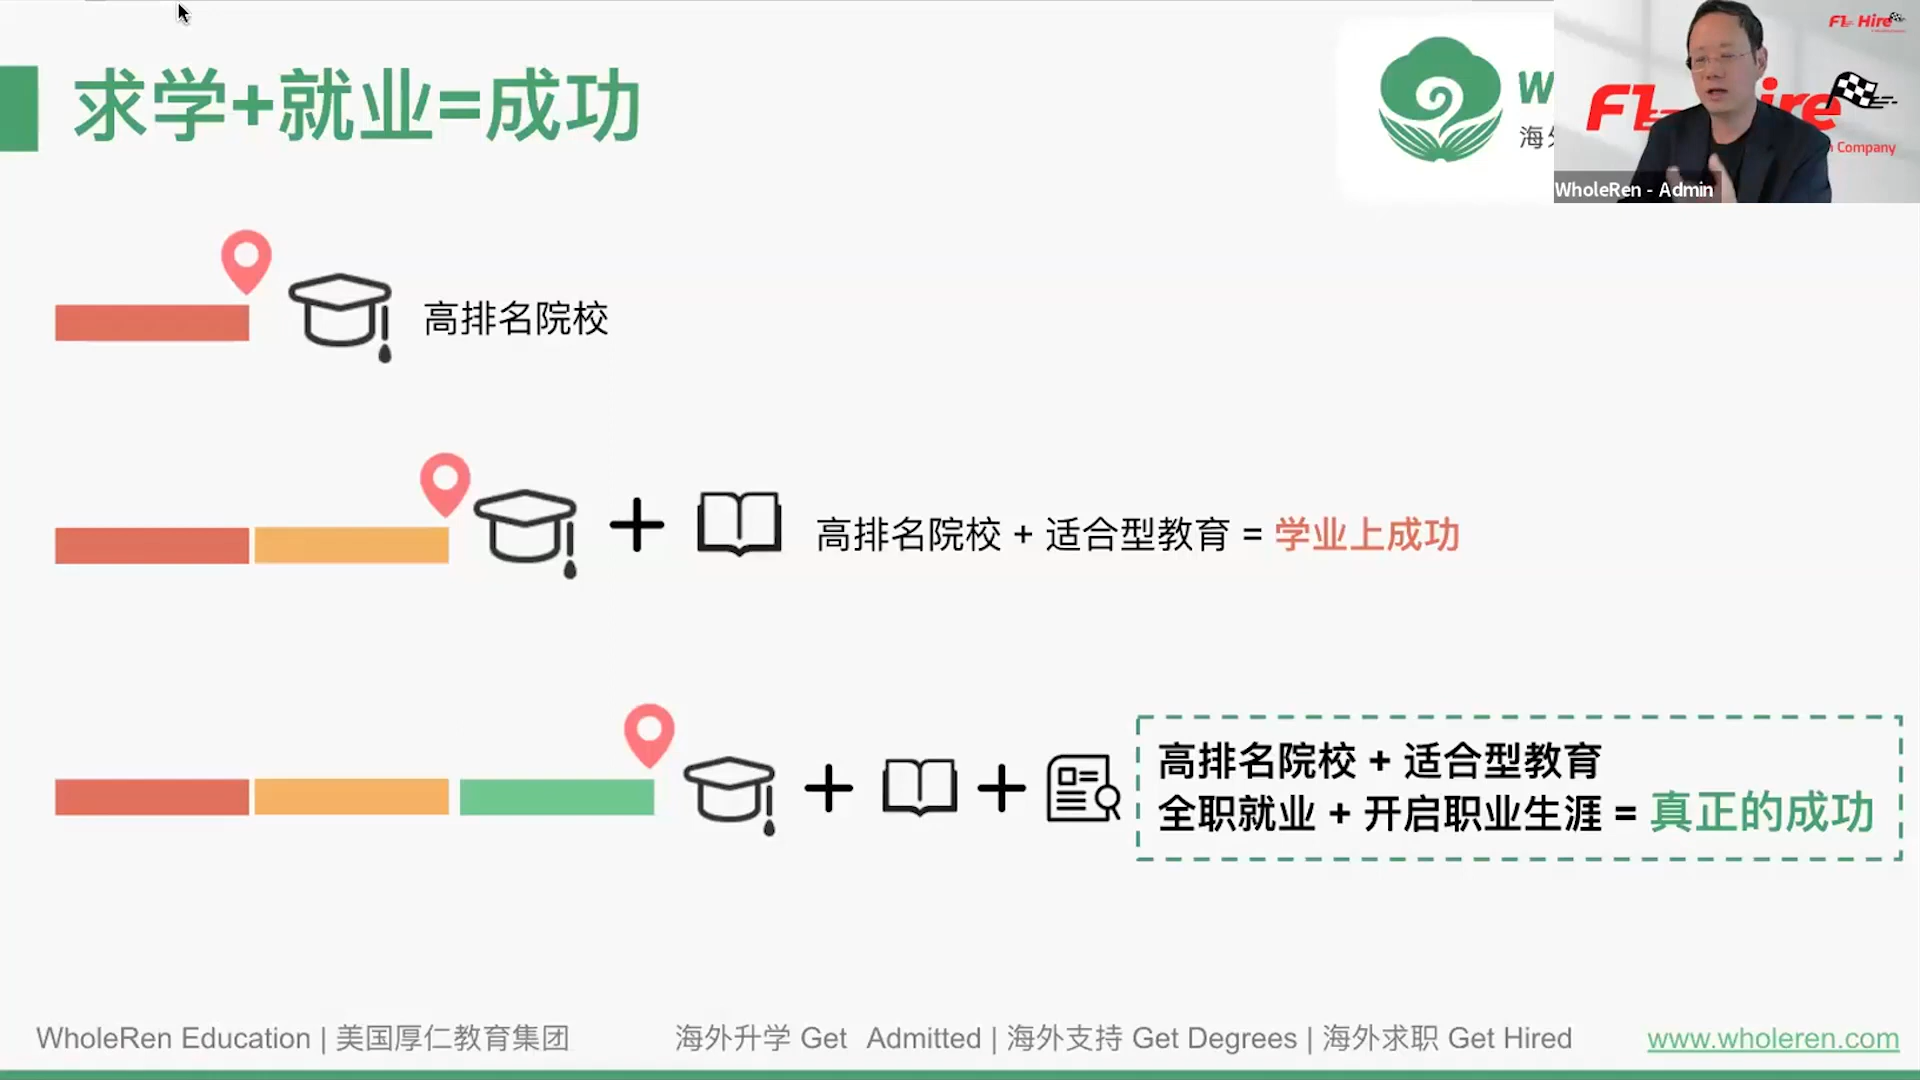 求学+就业=成功
W
海外
F1 Hire
F1 Hire
Company
WholeRen - Admin
高排名院校
高排名院校 + 适合型教育 = 学业上成功
高排名院校 + 适合型教育
全职就业 + 开启职业生涯 = 真正的成功
WholeRen Education | 美国厚仁教育集团
海外升学 Get Admitted | 海外支持 Get Degrees | 海外求职 Get Hired
www.wholeren.com